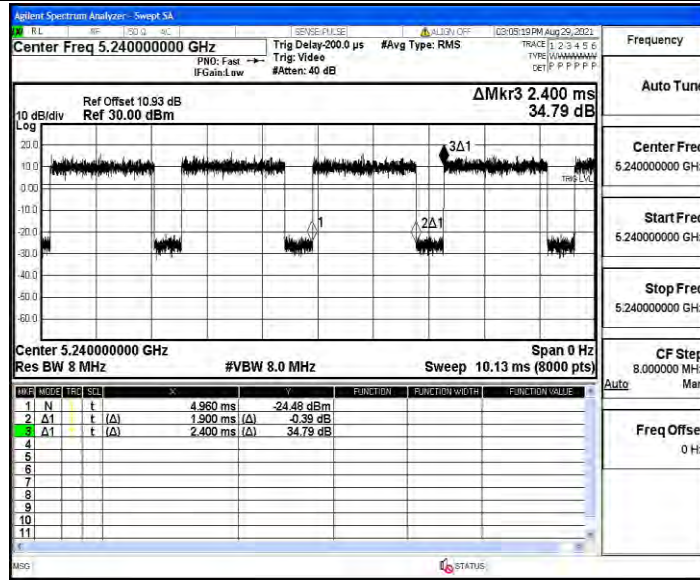 Agilent Spectrum Analyzer - Swept SA
RL RF 50 Ω AC SENSE:PULSE ALIGN OFF 03:05:19 PM Aug 29, 2021
Center Freq 5.240000000 GHz
PNO: Fast
IFGain:Low
Trig Delay-200.0 µs
Trig: Video
#Atten: 40 dB
#Avg Type: RMS
TRACE 1 2 3 4 5 6
TYPE WWWWWW
DET P P P P P P
Ref Offset 10.93 dB
10 dB/div Ref 30.00 dBm
Log
ΔMkr3 2.400 ms
34.79 dB
20.0
10.0
0.00
-10.0
-20.0
-30.0
-40.0
-50.0
-60.0
3Δ1
TRIG LVL
1
2Δ1
Center 5.240000000 GHz Span 0 Hz
Res BW 8 MHz #VBW 8.0 MHz Sweep 10.13 ms (8000 pts)
MKR MODE TRC SCL X Y FUNCTION FUNCTION WIDTH FUNCTION VALUE
1 N t 4.960 ms -24.48 dBm
2 Δ1 t (Δ) 1.900 ms (Δ) -0.39 dB
3 Δ1 t (Δ) 2.400 ms (Δ) 34.79 dB
4
5
6
7
8
9
10
11
MSG STATUS
Frequency
Auto Tune
Center Freq
5.240000000 GHz
Start Freq
5.240000000 GHz
Stop Freq
5.240000000 GHz
CF Step
8.000000 MHz
Auto Man
Freq Offset
0 Hz